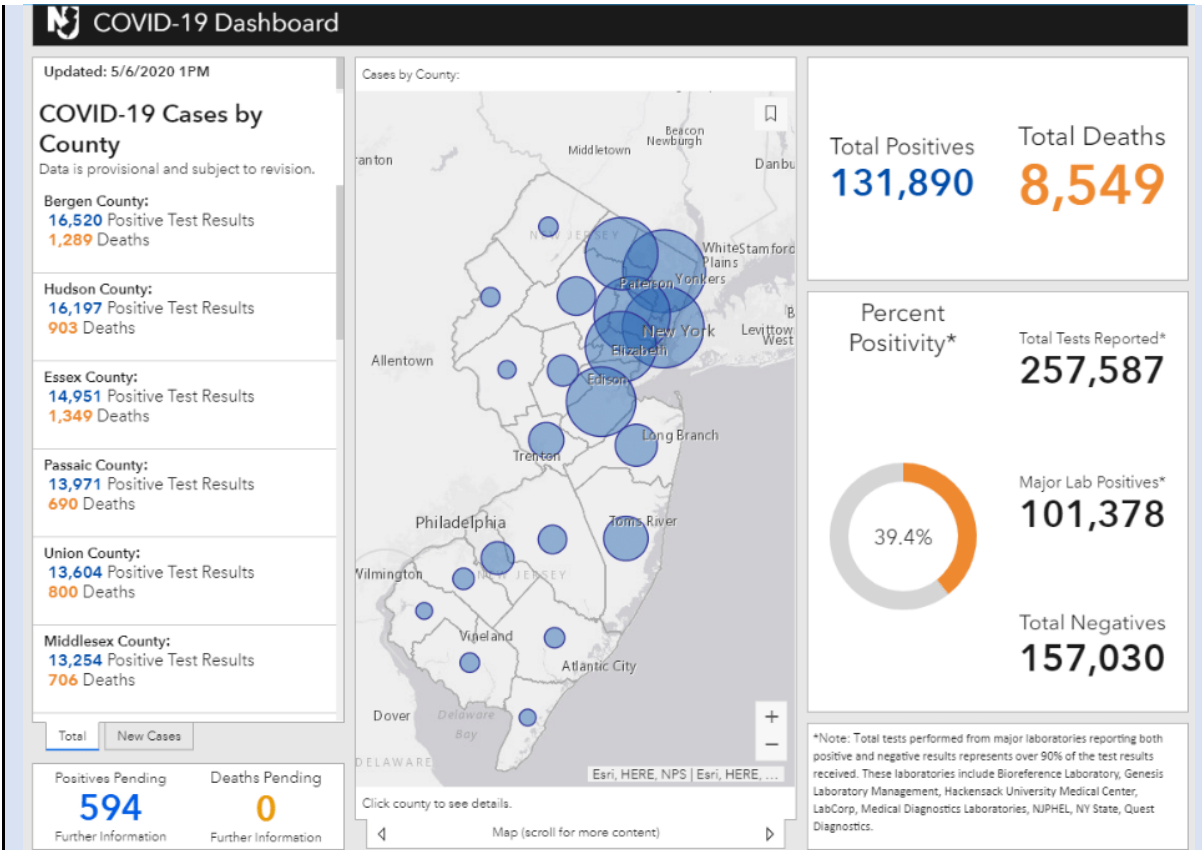 NJ COVID-19 Dashboard
Updated: 5/6/2020 1PM
COVID-19 Cases by
County
Data is provisional and subject to revision.
Bergen County:
16,520 Positive Test Results
1,289 Deaths
Hudson County:
16,197 Positive Test Results
903 Deaths
Essex County:
14,951 Positive Test Results
1,349 Deaths
Passaic County:
13,971 Positive Test Results
690 Deaths
Union County:
13,604 Positive Test Results
800 Deaths
Middlesex County:
13,254 Positive Test Results
706 Deaths
Total
New Cases
Positives Pending
594
Further Information
Deaths Pending
0
Further Information
Cases by County:
Beacon
Newburgh
Middletown
ranton
Danbu
NEW JERSEY
White
Plains
Stamford
Paterson
Yonkers
B
New York
Levittow
West
Elizabeth
Allentown
Edison
Long Branch
Trenton
Philadelphia
Toms River
Wilmington
NEW JERSEY
Vineland
Atlantic City
Dover
Delaware
Bay
DELAWARE
+
−
Esri, HERE, NPS | Esri, HERE, ...
Click county to see details.
Map (scroll for more content)
Total Positives
131,890
Total Deaths
8,549
Percent
Positivity*
39.4%
Total Tests Reported*
257,587
Major Lab Positives*
101,378
Total Negatives
157,030
*Note: Total tests performed from major laboratories reporting both
positive and negative results represents over 90% of the test results
received. These laboratories include Bioreference Laboratory, Genesis
Laboratory Management, Hackensack University Medical Center,
LabCorp, Medical Diagnostics Laboratories, NJPHEL, NY State, Quest
Diagnostics.